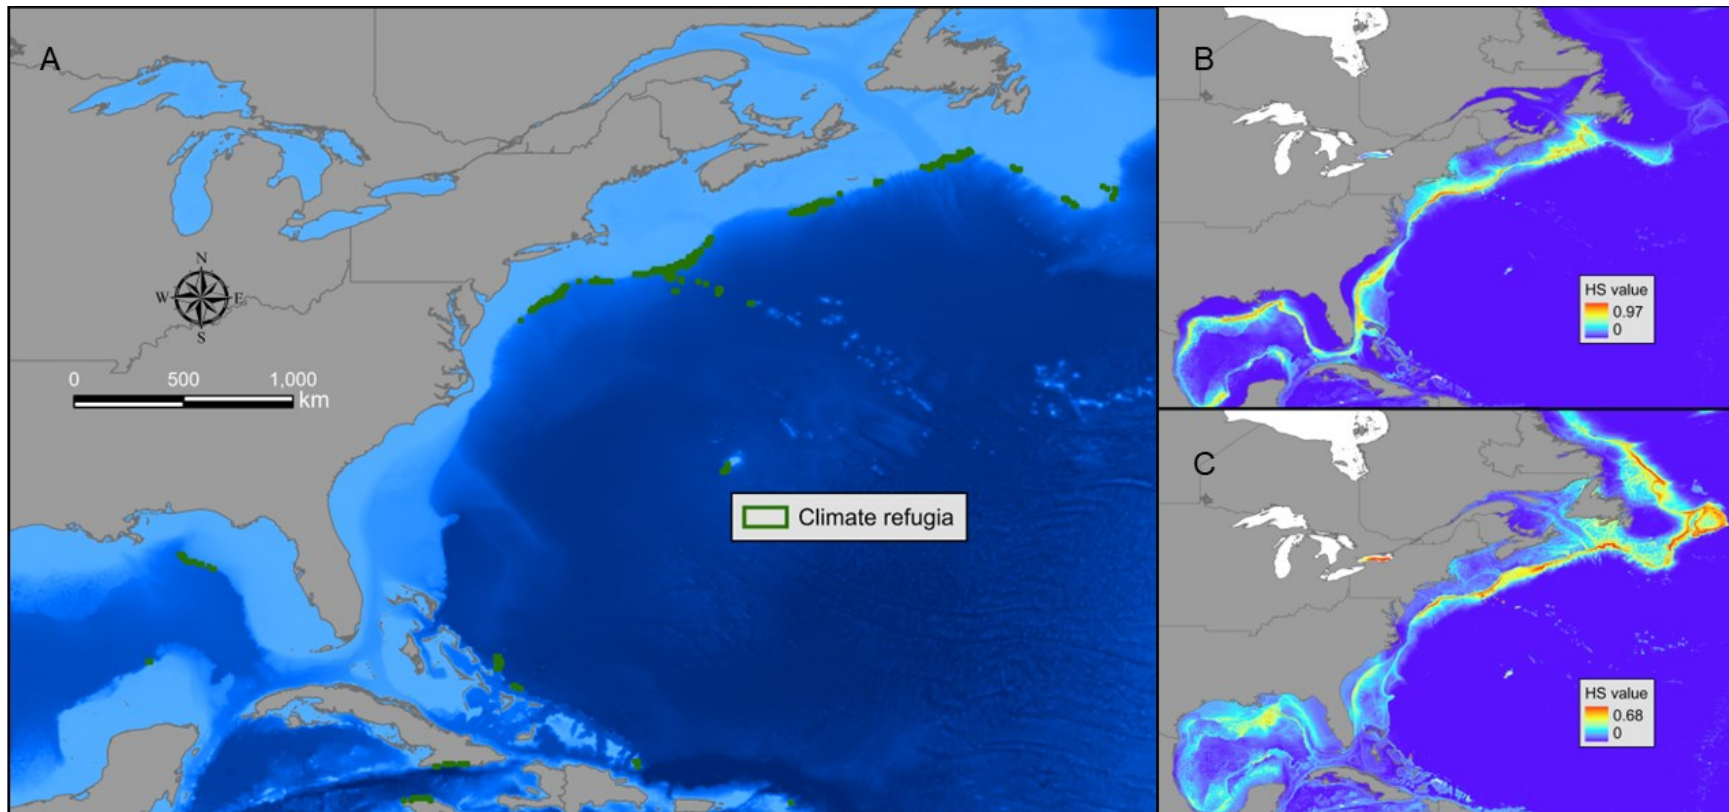 A
N
W E
S
0 500 1,000
km
Climate refugia
B
HS value
0.97
0
C
HS value
0.68
0